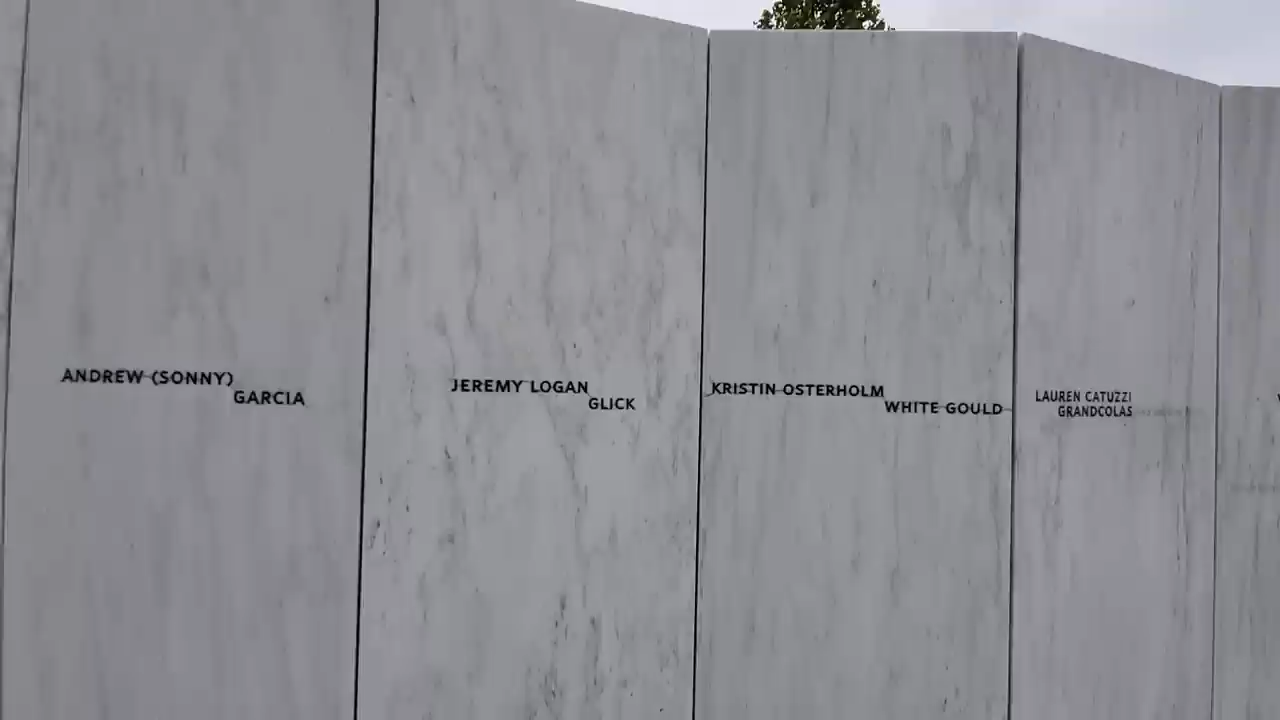 ANDREW (SONNY)
GARCIA
JEREMY LOGAN
GLICK
KRISTIN OSTERHOLM
WHITE GOULD
LAUREN CATUZZI
GRANDCOLAS